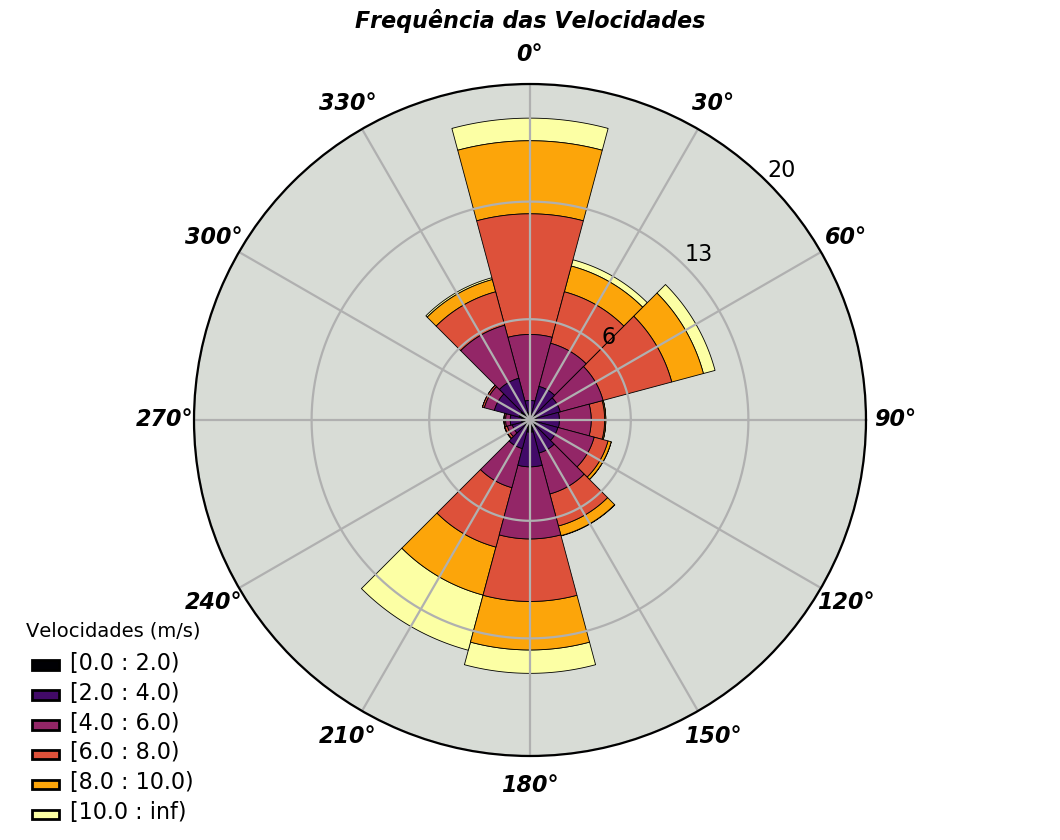 Frequência das Velocidades
0°
330°
30°
20
300°
60°
13
6
270°
90°
240°
120°
210°
150°
180°
Velocidades (m/s)
[0.0 : 2.0)
[2.0 : 4.0)
[4.0 : 6.0)
[6.0 : 8.0)
[8.0 : 10.0)
[10.0 : inf)